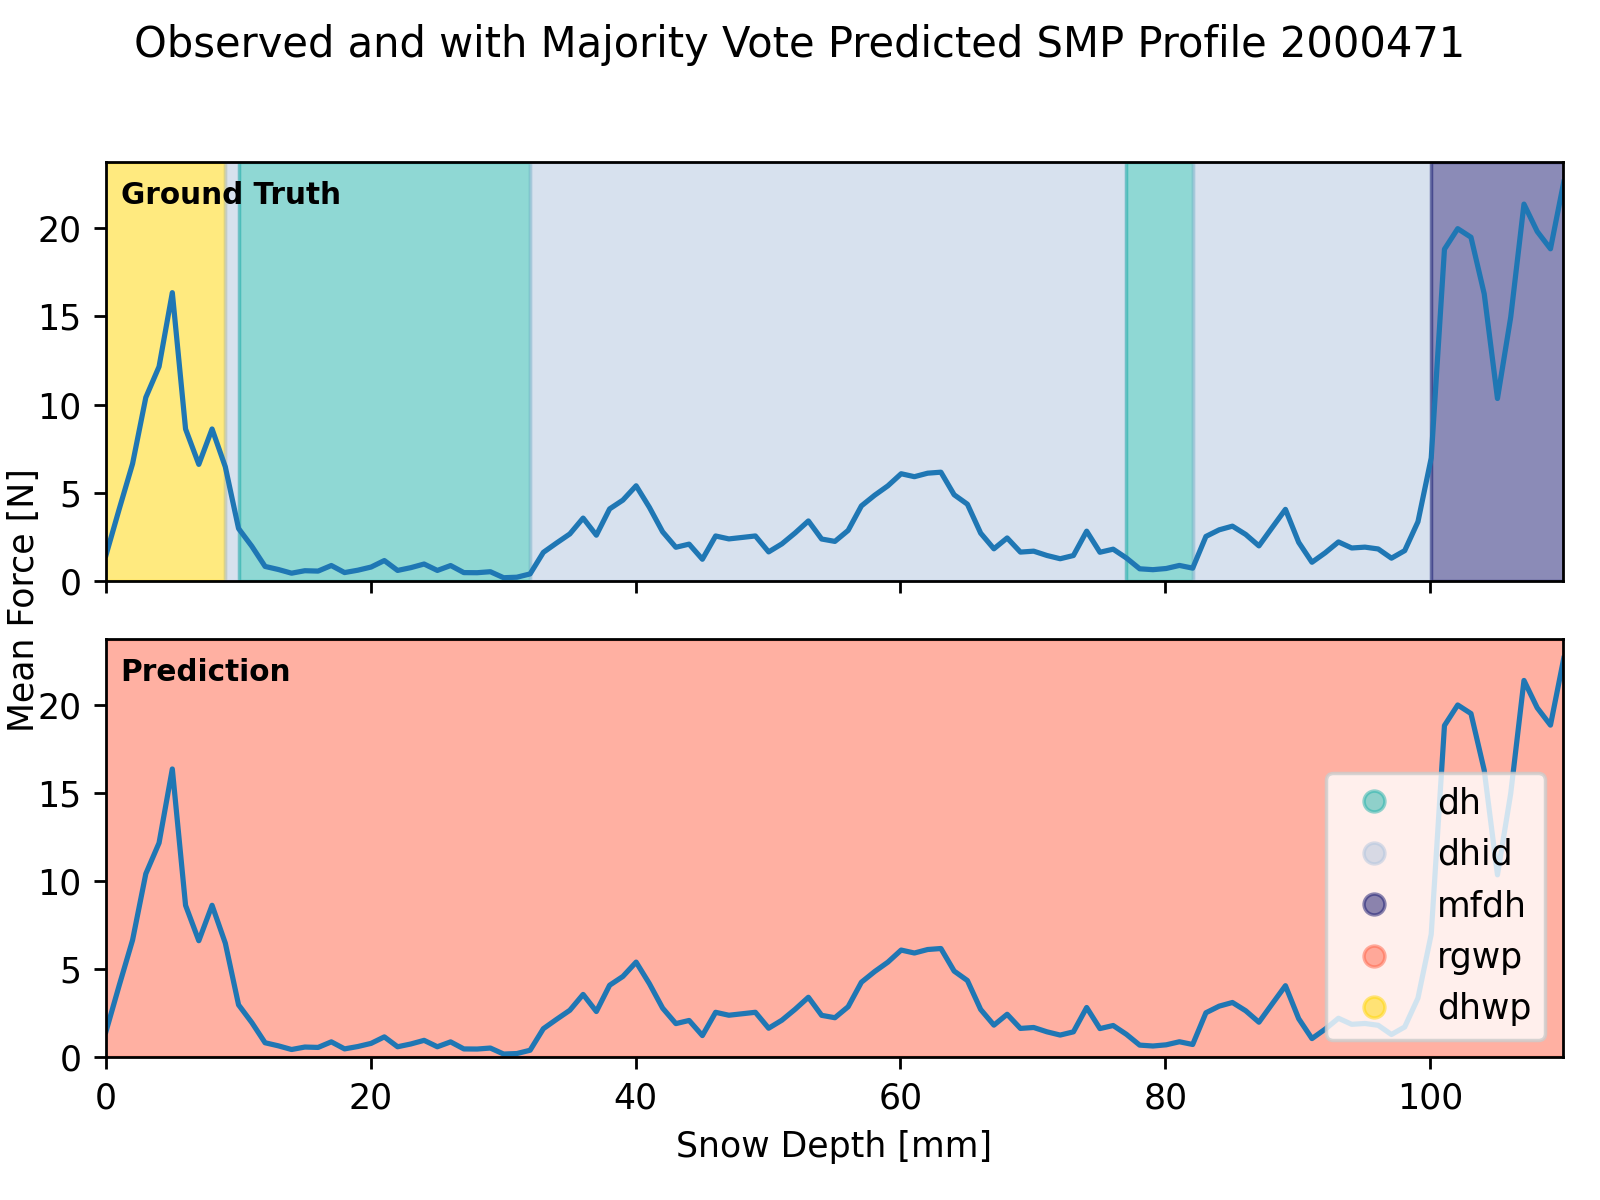 Observed and with Majority Vote Predicted SMP Profile 2000471
Mean Force [N]
Ground Truth
20
15
10
5
0
Prediction
20
15
10
5
0
dh
dhid
mfdh
rgwp
dhwp
0 20 40 60 80 100
Snow Depth [mm]